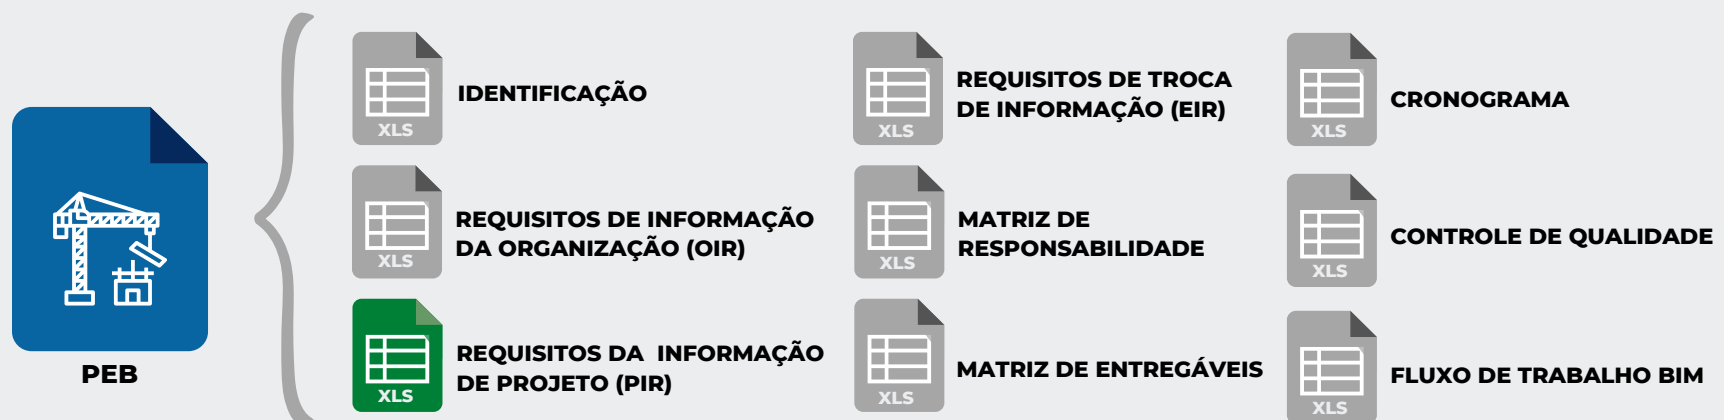 PEB
XLS
IDENTIFICAÇÃO
XLS
REQUISITOS DE INFORMAÇÃO
DA ORGANIZAÇÃO (OIR)
XLS
REQUISITOS DA  INFORMAÇÃO
DE PROJETO (PIR)
XLS
REQUISITOS DE TROCA
DE INFORMAÇÃO (EIR)
XLS
MATRIZ DE
RESPONSABILIDADE
XLS
MATRIZ DE ENTREGÁVEIS
XLS
CRONOGRAMA
XLS
CONTROLE DE QUALIDADE
XLS
FLUXO DE TRABALHO BIM